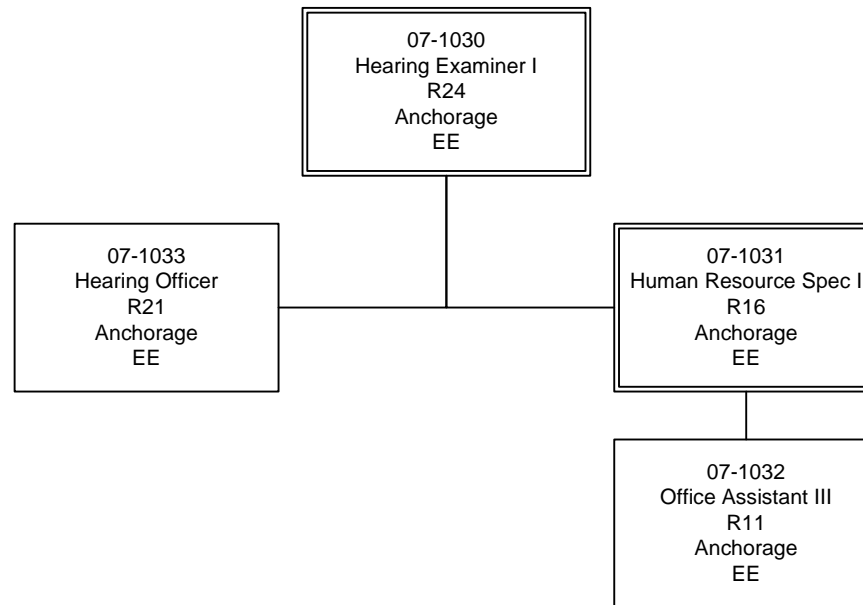 07-1030
Hearing Examiner I
R24
Anchorage
EE
07-1033
Hearing Officer
R21
Anchorage
EE
07-1031
Human Resource Spec I
R16
Anchorage
EE
07-1032
Office Assistant III
R11
Anchorage
EE